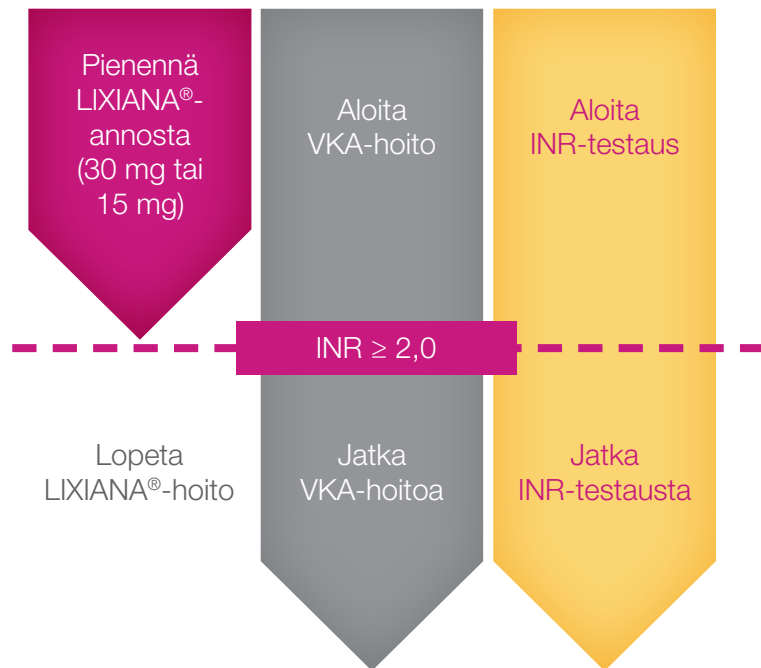 Pienennä
LIXIANA®-
annosta
(30 mg tai
15 mg)
Aloita
VKA-hoito
Aloita
INR-testaus
INR ≥ 2,0
Lopeta
LIXIANA®-hoito
Jatka
VKA-hoitoa
Jatka
INR-testausta